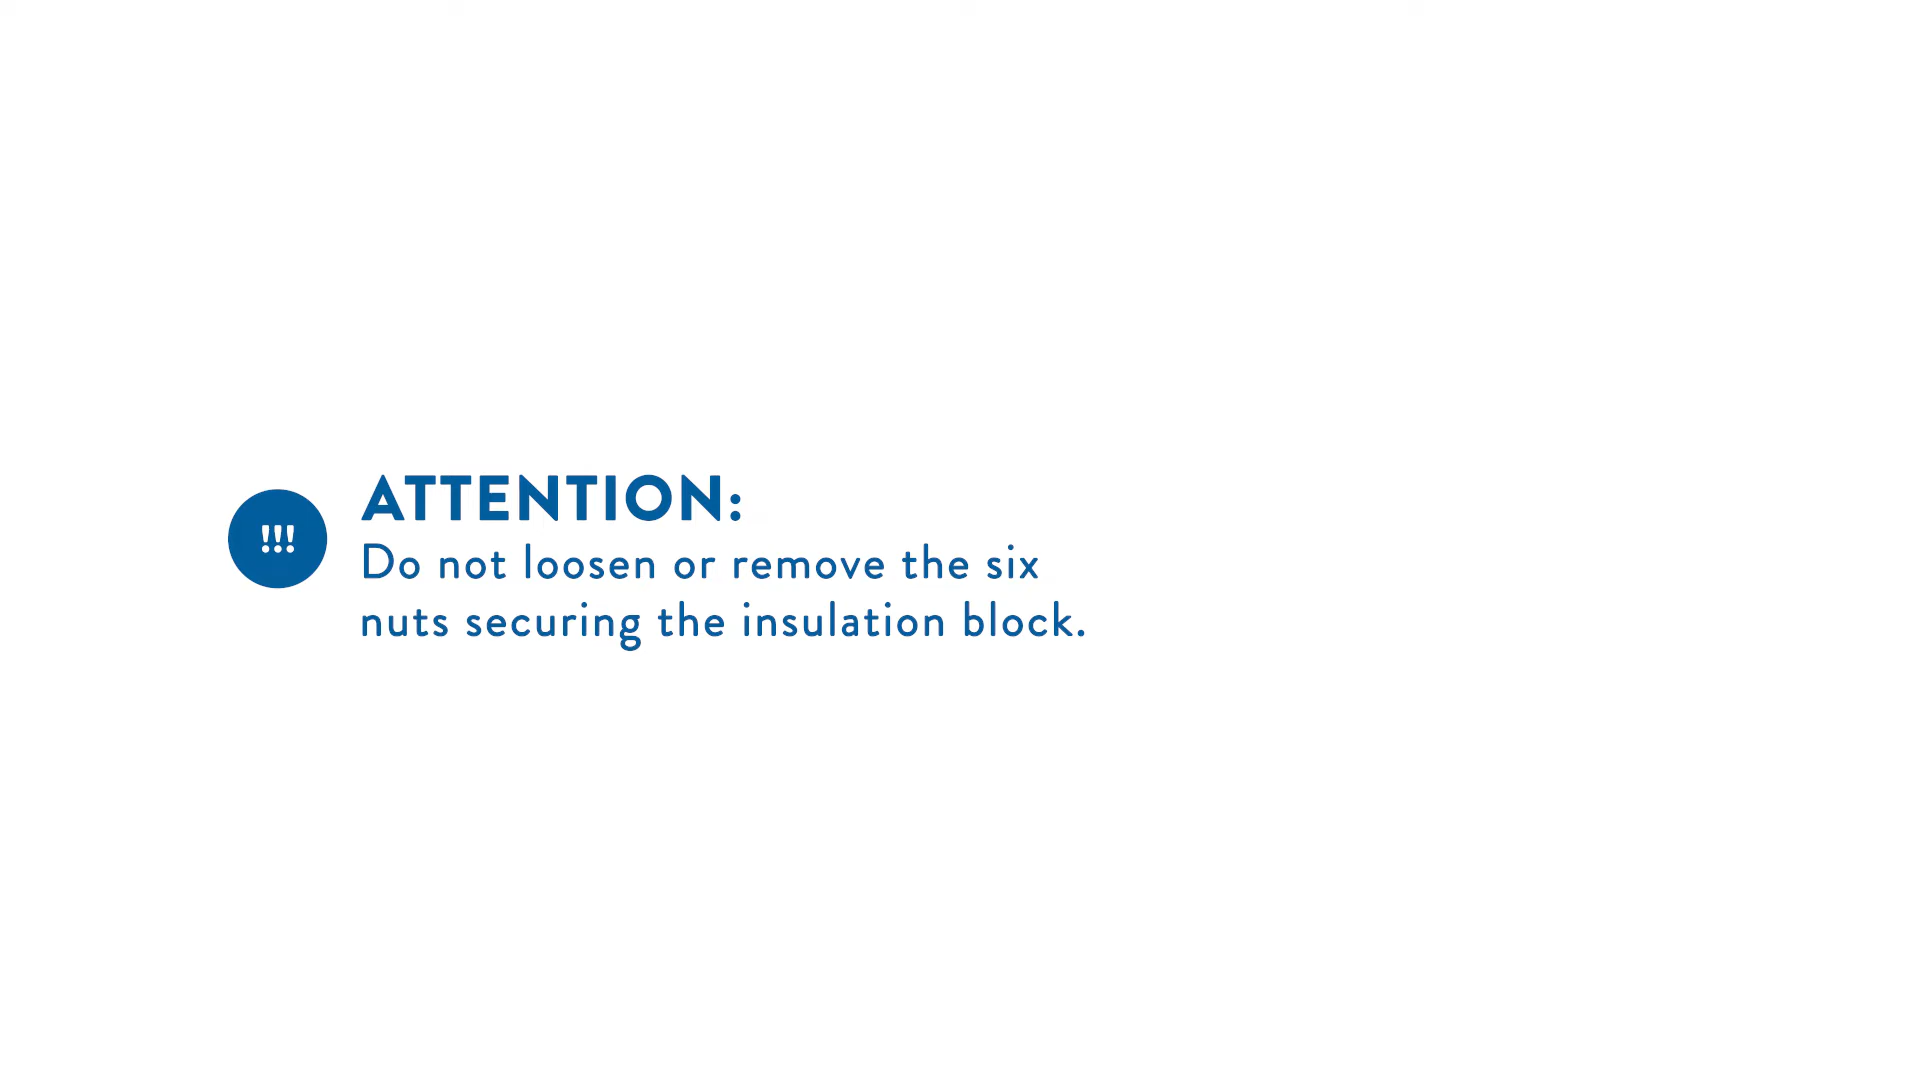 !!!
ATTENTION:
Do not loosen or remove the six
nuts securing the insulation block.